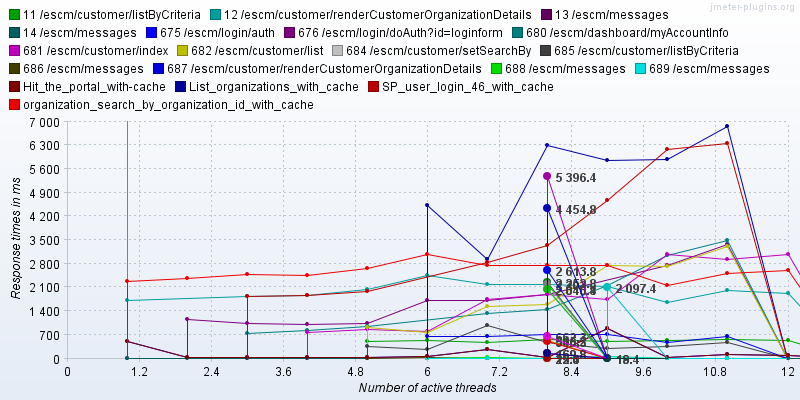 jmeter-plugins.org
11 /escm/customer/listByCriteria 12 /escm/customer/renderCustomerOrganizationDetails 13 /escm/messages
14 /escm/messages 675 /escm/login/auth 676 /escm/login/doAuth?id=loginform 680 /escm/dashboard/myAccountInfo
681 /escm/customer/index 682 /escm/customer/list 684 /escm/customer/setSearchBy 685 /escm/customer/listByCriteria
686 /escm/messages 687 /escm/customer/renderCustomerOrganizationDetails 688 /escm/messages 689 /escm/messages
Hit_the_portal_with-cache List_organizations_with_cache SP_user_login_46_with_cache
organization_search_by_organization_id_with_cache
Response times in ms
7 000
6 300
5 600
4 900
4 200
3 500
2 800
2 100
1 400
700
0
5 396.4
4 454.8
2 613.8
2 097.4
18.4
0 1.2 2.4 3.6 4.8 6 7.2 8.4 9.6 10.8 12
Number of active threads